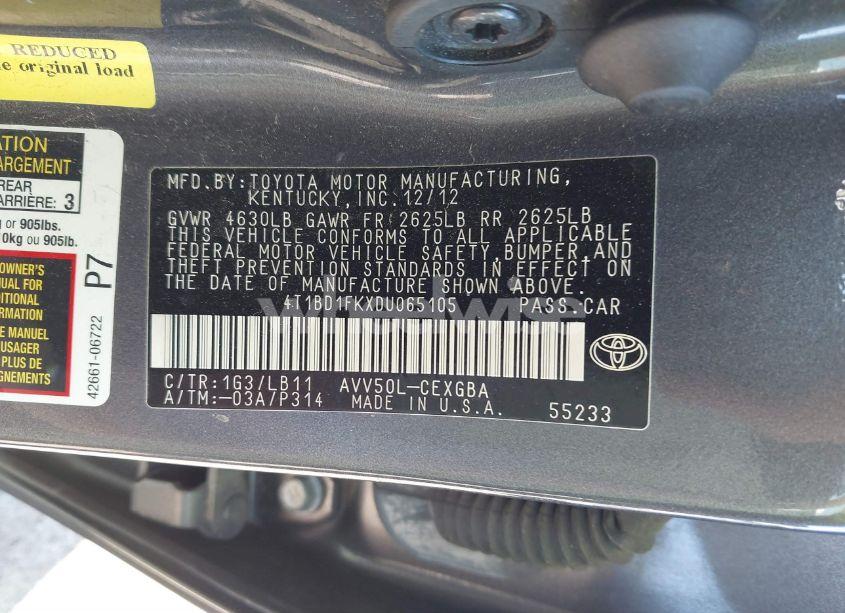 REDUCED
original load
ATION
ARGEMENT
REAR
ARRIÈRE: 3
or 905lbs.
0kg ou 905lb.
OWNER'S
UAL FOR
DITIONAL
ORMATION
LE MANUEL
USAGER
PLUS DE
42661-06722 P7
MFD.BY:TOYOTA MOTOR MANUFACTURING,
KENTUCKY,INC.12/12
GVWR 4630LB GAWR FR 2625LB RR 2625LB
THIS VEHICLE CONFORMS TO ALL APPLICABLE
FEDERAL MOTOR VEHICLE SAFETY,BUMPER,AND
THEFT PREVENTION STANDARDS IN EFFECT ON
THE DATE OF MANUFACTURE SHOWN ABOVE.
4T1BD1FKXDU065105 PASS.CAR
C/TR:1G3/LB11 AVV50L-CEXGBA
A/TM:-03A/P314 MADE IN U.S.A. 55233